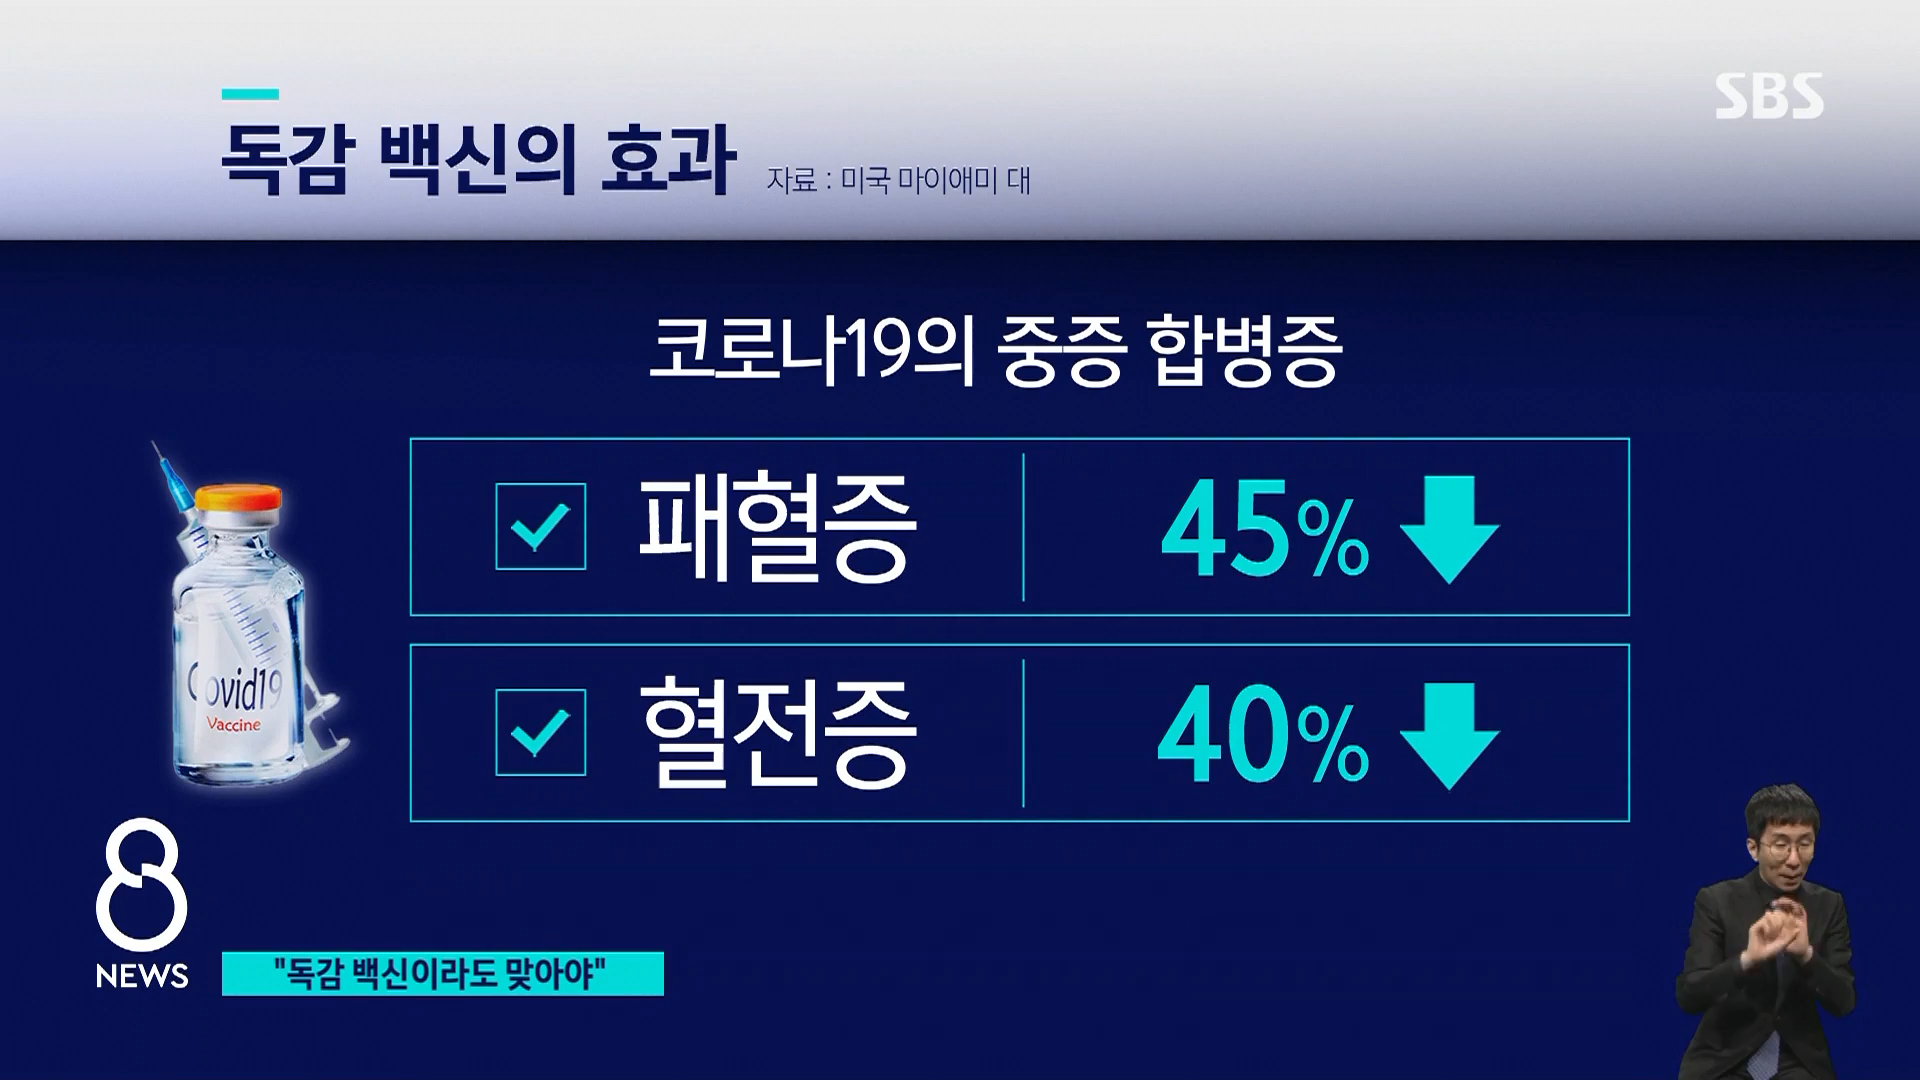 SBS
독감 백신의 효과 자료 : 미국 마이애미 대
코로나19의 중증 합병증
패혈증 45%
혈전증 40%
Covid19
Vaccine
8
NEWS
"독감 백신이라도 맞아야"